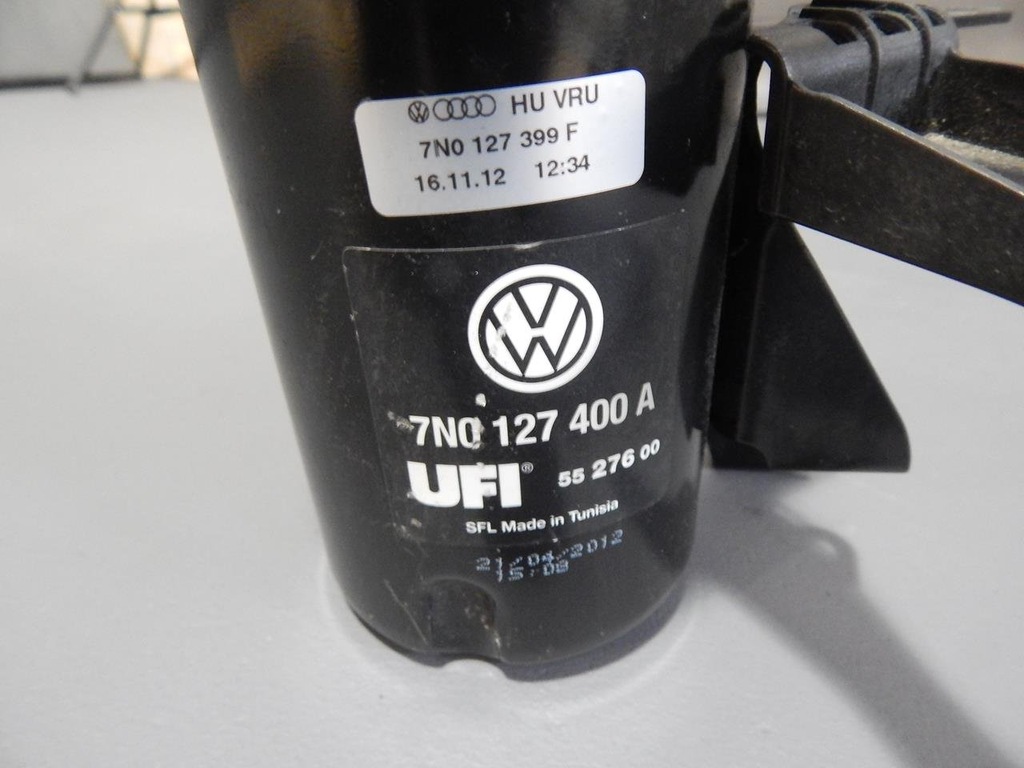 HU VRU
7N0 127 399 F
16.11.12 12:34
7N0 127 400 A
UFI® 55 276 00
SFL Made in Tunisia
21/04/2012
15:08